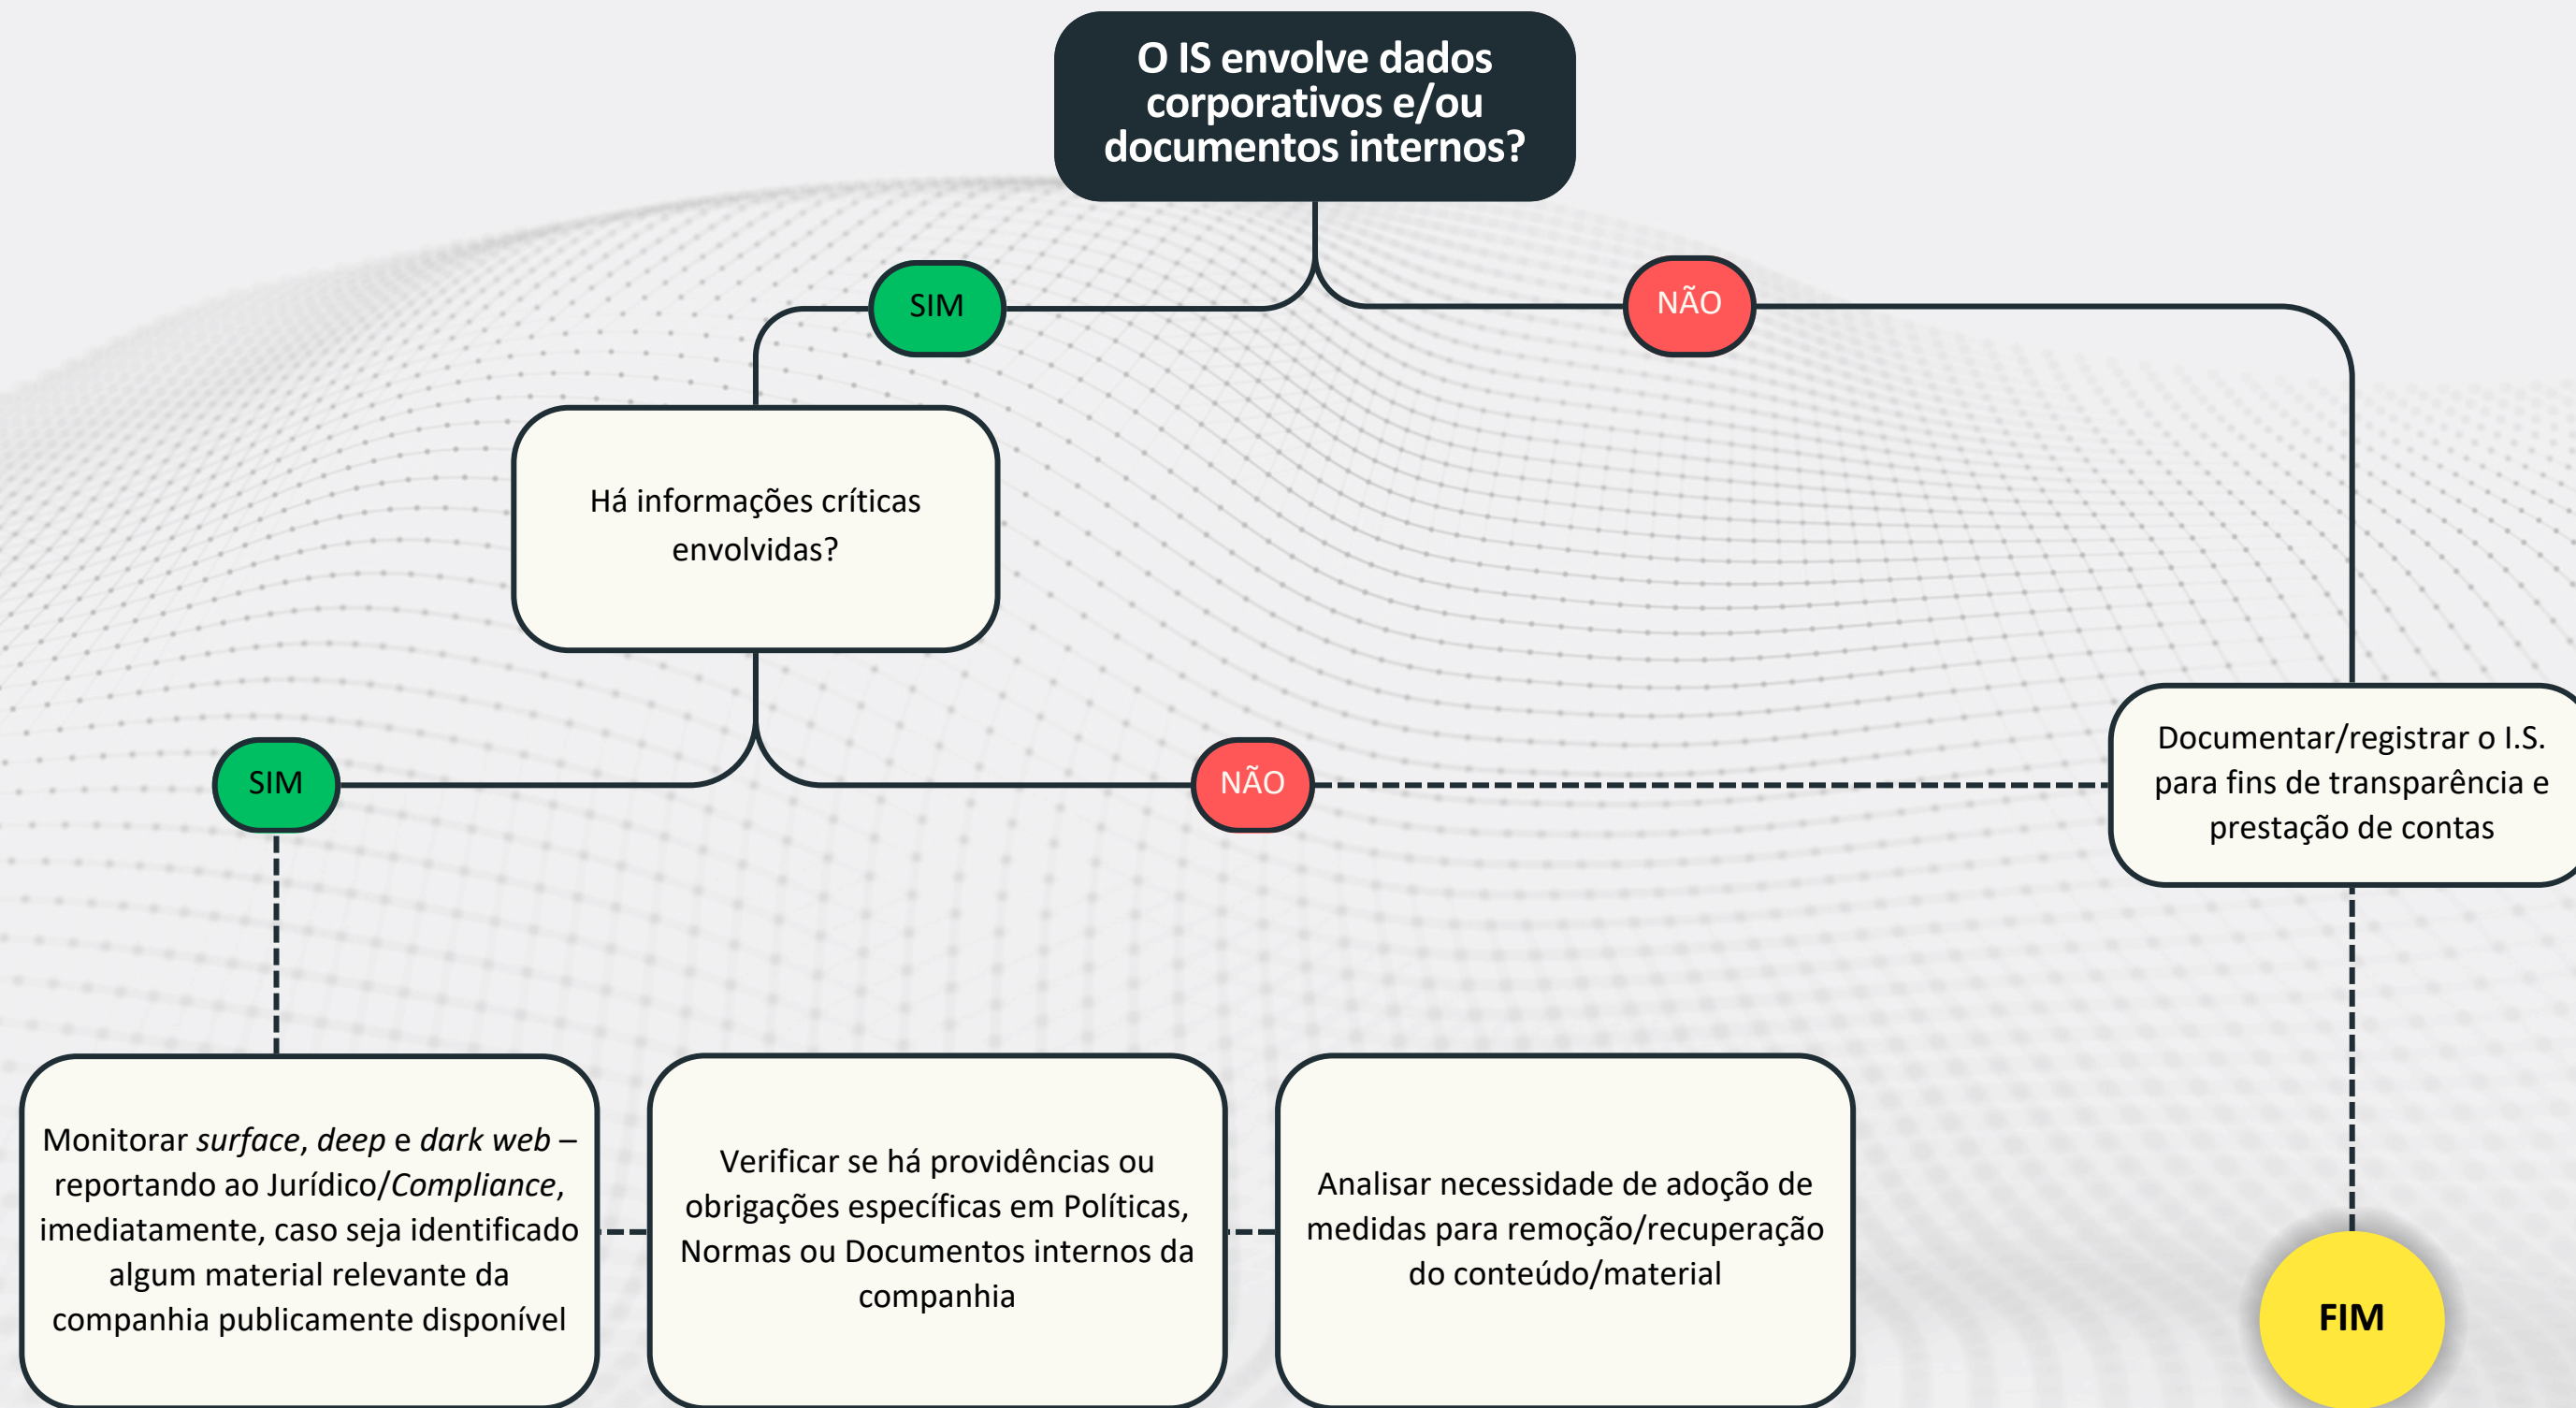 O IS envolve dados
corporativos e/ou
documentos internos?
SIM
NÃO
Há informações críticas
envolvidas?
SIM
NÃO
Documentar/registrar o I.S.
para fins de transparência e
prestação de contas
Monitorar surface, deep e dark web –
reportando ao Jurídico/Compliance,
imediatamente, caso seja identificado
algum material relevante da
companhia publicamente disponível
Verificar se há providências ou
obrigações específicas em Políticas,
Normas ou Documentos internos da
companhia
Analisar necessidade de adoção de
medidas para remoção/recuperação
do conteúdo/material
FIM